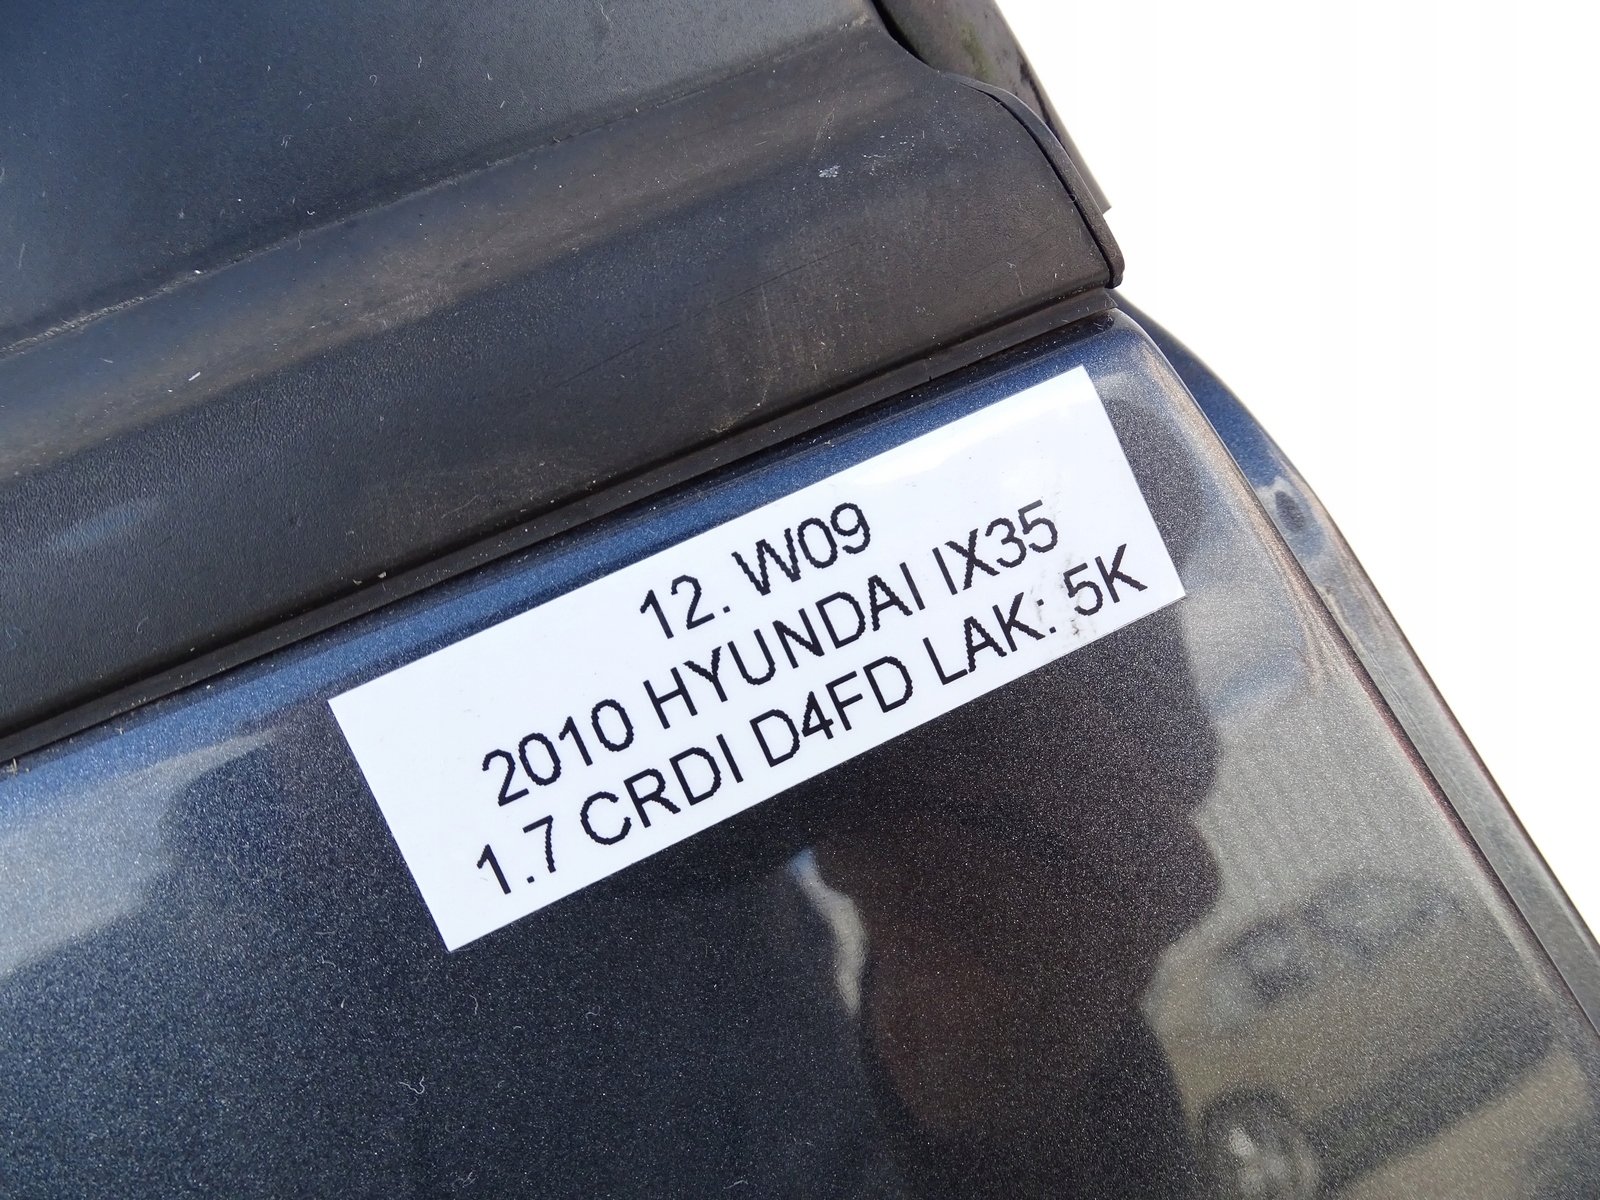 12. W09
2010 HYUNDAI IX35
1.7 CRDI D4FD LAK: 5K